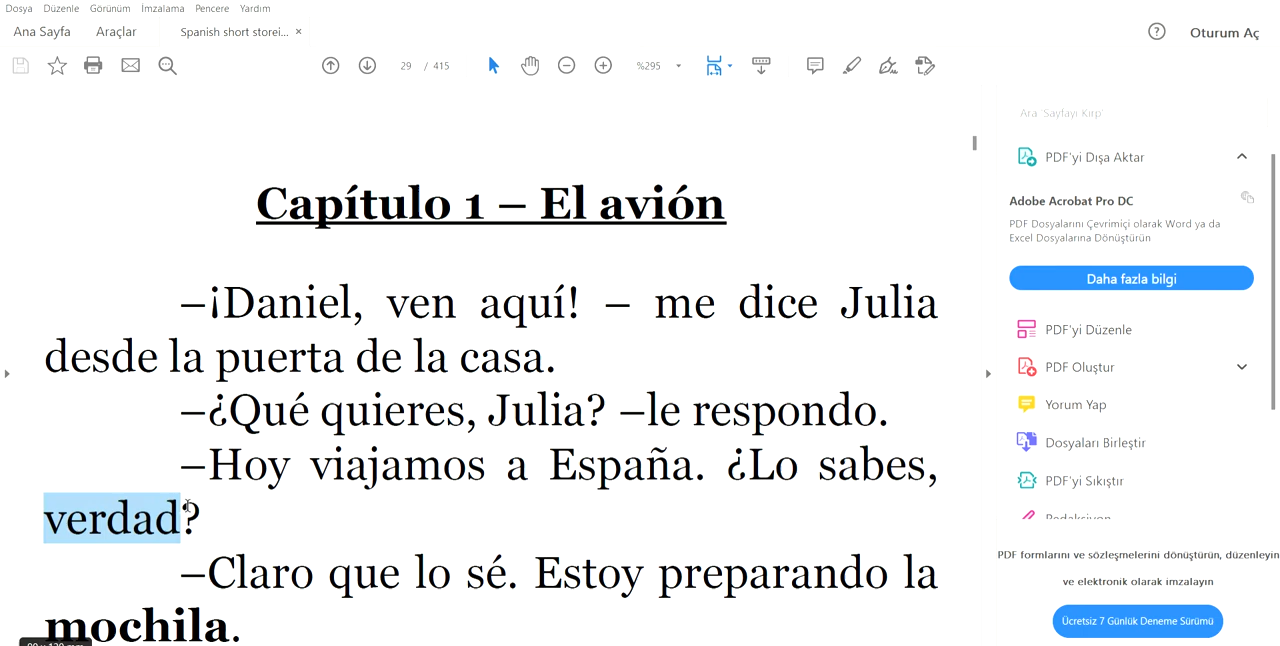 Dosya Düzenle Görünüm İmzalama Pencere Yardım
Ana Sayfa Araçlar Spanish short storei... × ? Oturum Aç
29 / 415 %295
Ara 'Sayfayı Kırp'
PDF'yi Dışa Aktar
Adobe Acrobat Pro DC
PDF Dosyalarını Çevrimiçi olarak Word ya da
Excel Dosyalarına Dönüştürün
Daha fazla bilgi
PDF'yi Düzenle
PDF Oluştur
Yorum Yap
Dosyaları Birleştir
PDF'yi Sıkıştır
Redaksiyon
PDF formlarını ve sözleşmelerini dönüştürün, düzenleyin
ve elektronik olarak imzalayın
Ücretsiz 7 Günlük Deneme Sürümü
Capítulo 1 – El avión
–¡Daniel, ven aquí! – me dice Julia
desde la puerta de la casa.
–¿Qué quieres, Julia? –le respondo.
–Hoy viajamos a España. ¿Lo sabes,
verdad?
–Claro que lo sé. Estoy preparando la
mochila.